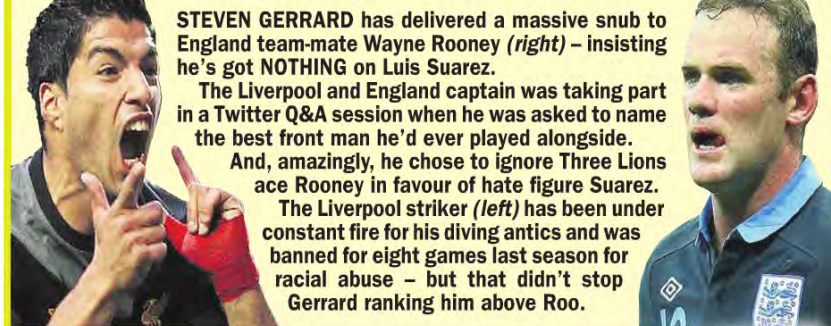 STEVEN GERRARD has delivered a massive snub to
England team-mate Wayne Rooney (right) – insisting
he's got NOTHING on Luis Suarez.
The Liverpool and England captain was taking part
in a Twitter Q&A session when he was asked to name
the best front man he'd ever played alongside.
And, amazingly, he chose to ignore Three Lions
ace Rooney in favour of hate figure Suarez.
The Liverpool striker (left) has been under
constant fire for his diving antics and was
banned for eight games last season for
racial abuse – but that didn't stop
Gerrard ranking him above Roo.